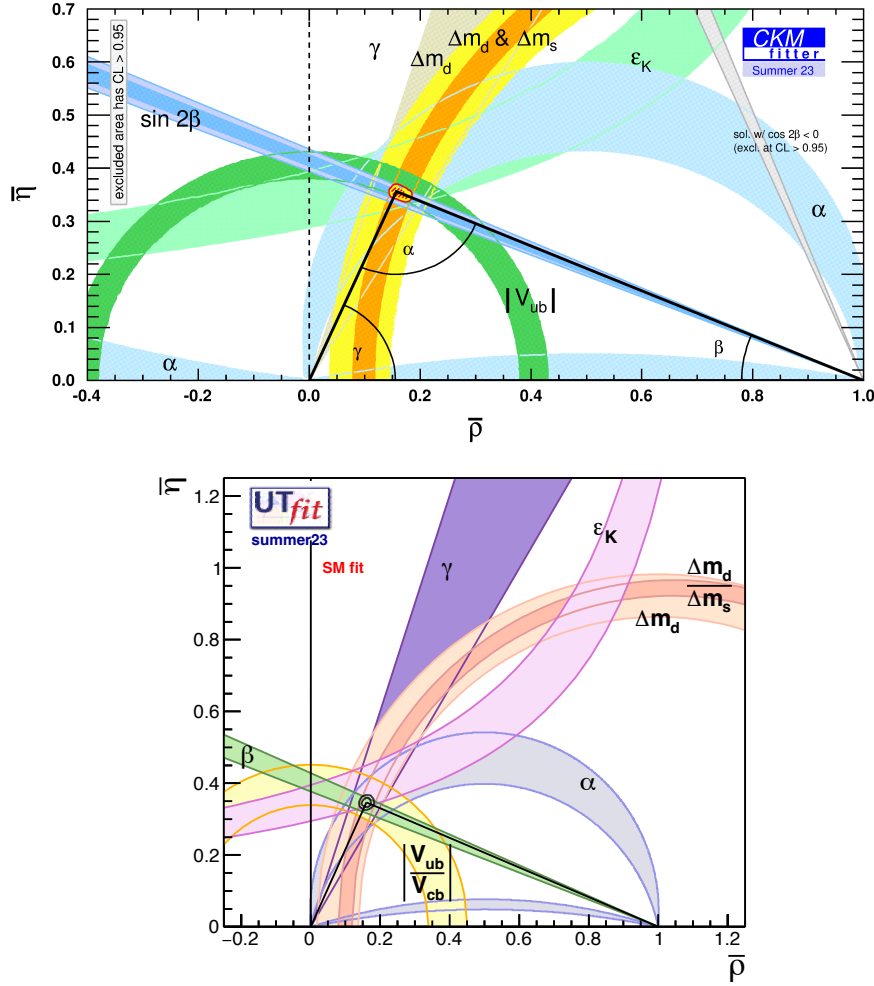 0.7
0.6
0.5
0.4
0.3
0.2
0.1
0.0
η̅
excluded area has CL > 0.95
γ
Δm_d
Δm_d & Δm_s
ε_K
CKM
fitter
Summer 23
sin 2β
sol. w/ cos 2β < 0
(excl. at CL > 0.95)
α
α
|V_ub|
α
γ
β
-0.4 -0.2 0.0 0.2 0.4 0.6 0.8 1.0
ρ̅
η̅
1.2
1
0.8
0.6
0.4
0.2
0
UTfit
summer23
SM fit
γ
ε_K
Δm_d
Δm_s
Δm_d
β
α
|V_ub
V_cb|
−0.2 0 0.2 0.4 0.6 0.8 1 1.2
ρ̅